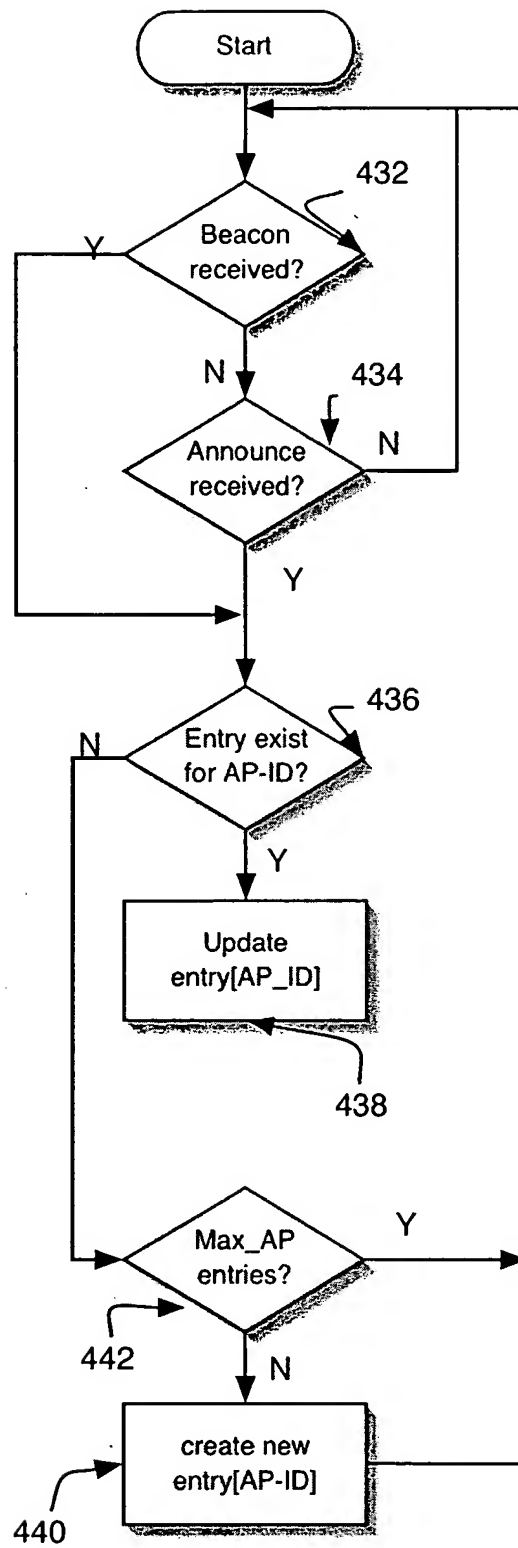 Start
432
Y
Beacon
received?
N
434
Announce
received?
N
Y
436
N
Entry exist
for AP-ID?
Y
Update
entry[AP_ID]
438
Max_AP
entries?
Y
442
N
create new
entry[AP-ID]
440